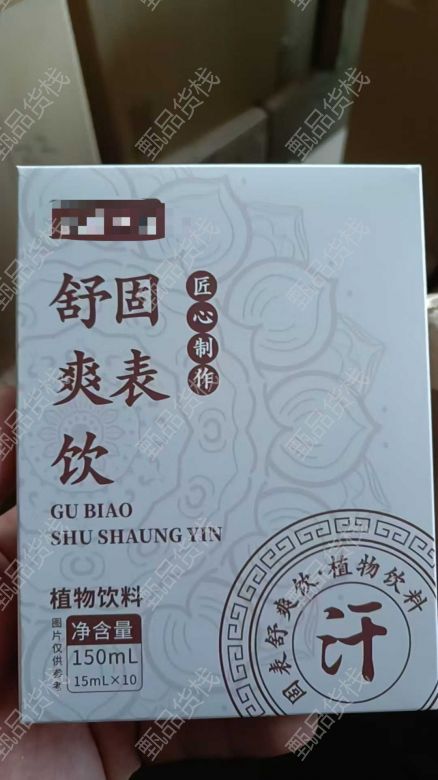 固表
舒爽饮
匠心制作
GU BIAO
SHU SHAUNG YIN
植物饮料
图片仅供参考
净含量
150mL
15mL×10
固表舒爽饮·植物饮料
汗
甄品货栈